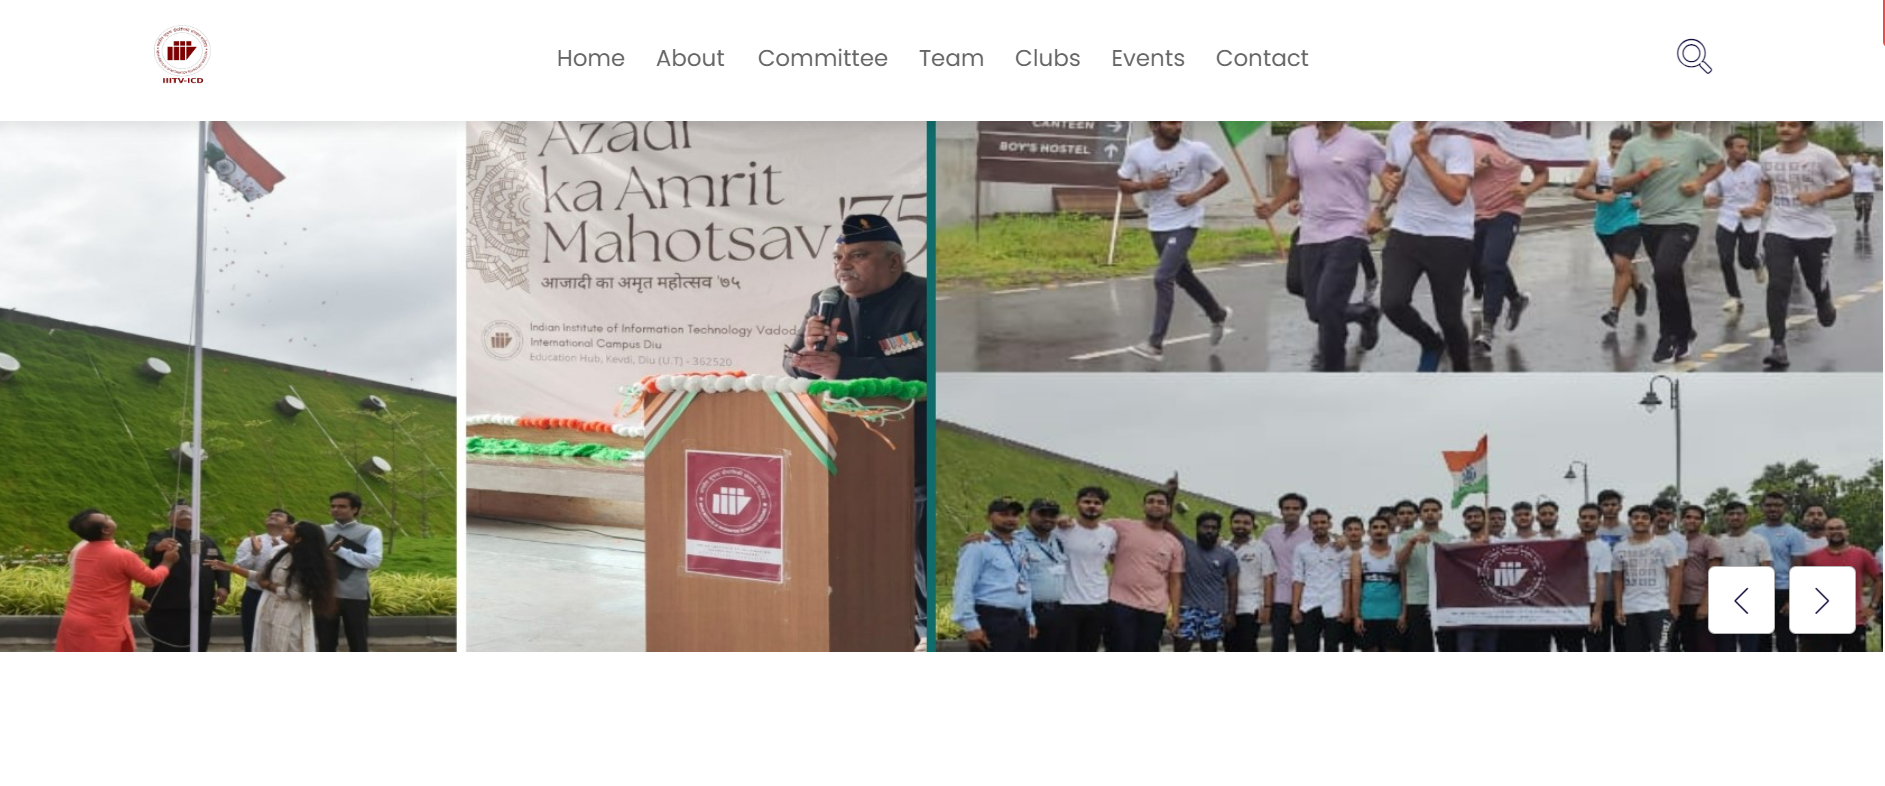 IIITV-ICD
Home About Committee Team Clubs Events Contact
Azadi
ka Amrit
Mahotsav '75
आजादी का अमृत महोत्सव '७५
Indian Institute of Information Technology Vadod
International Campus Diu
Education Hub, Kevdi, Diu (U.T) - 362520
CANTEEN →
BOY'S HOSTEL ↑